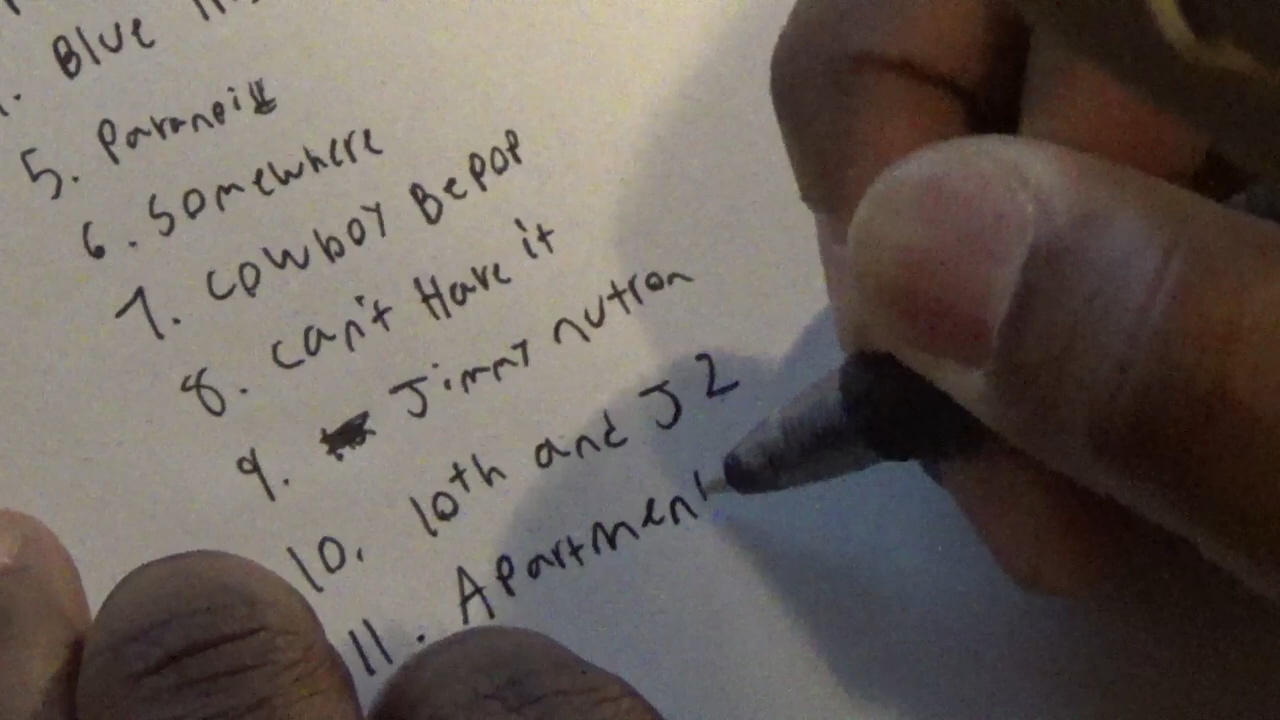 Blue
5. Paranoia
6. Somewhere
7. Cowboy Bepop
8. can't Have it
9. Jimmy nutron
10. 10th and J 2
11. Apartment